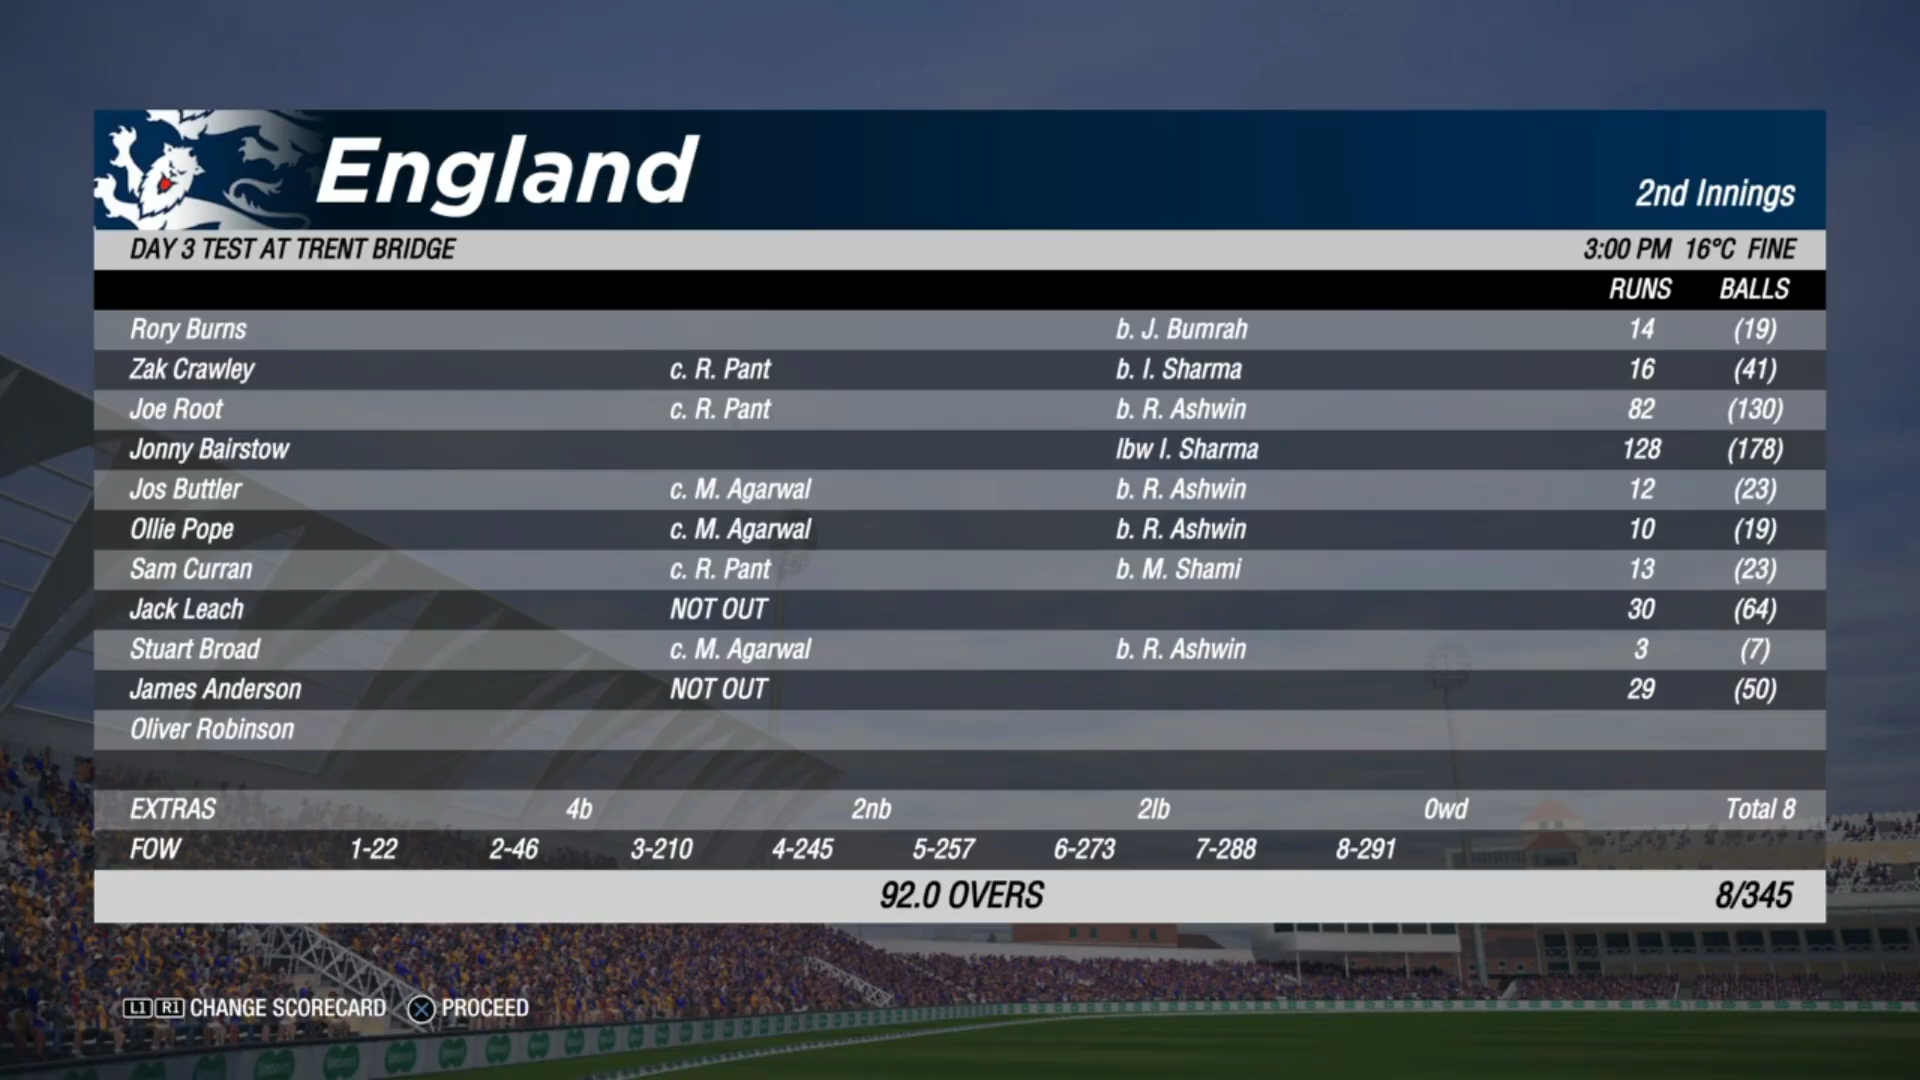 England
2nd Innings
DAY 3 TEST AT TRENT BRIDGE 3:00 PM 16°C FINE
RUNS BALLS
Rory Burns b. J. Bumrah 14 (19)
Zak Crawley c. R. Pant b. I. Sharma 16 (41)
Joe Root c. R. Pant b. R. Ashwin 82 (130)
Jonny Bairstow lbw I. Sharma 128 (178)
Jos Buttler c. M. Agarwal b. R. Ashwin 12 (23)
Ollie Pope c. M. Agarwal b. R. Ashwin 10 (19)
Sam Curran c. R. Pant b. M. Shami 13 (23)
Jack Leach NOT OUT 30 (64)
Stuart Broad c. M. Agarwal b. R. Ashwin 3 (7)
James Anderson NOT OUT 29 (50)
Oliver Robinson
EXTRAS 4b 2nb 2lb 0wd Total 8
FOW 1-22 2-46 3-210 4-245 5-257 6-273 7-288 8-291
92.0 OVERS 8/345
L1 R1 CHANGE SCORECARD X PROCEED